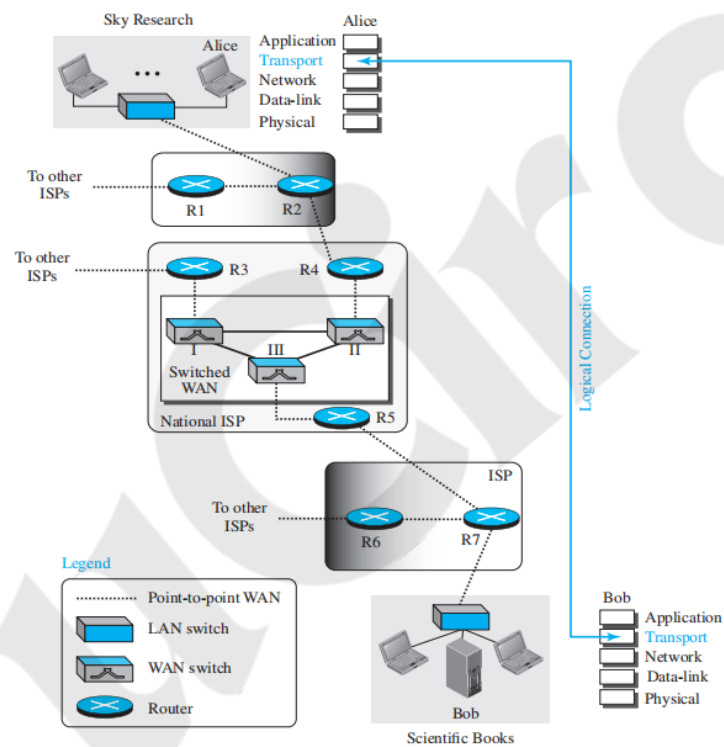 Sky Research
Alice
Alice
Application
Transport
Network
Data-link
Physical
To other
ISPs
R1
R2
To other
ISPs
R3
R4
I
III
II
Switched
WAN
National ISP
R5
Logical Connection
ISP
To other
ISPs
R6
R7
Legend
Point-to-point WAN
LAN switch
WAN switch
Router
Bob
Application
Transport
Network
Data-link
Physical
Bob
Scientific Books